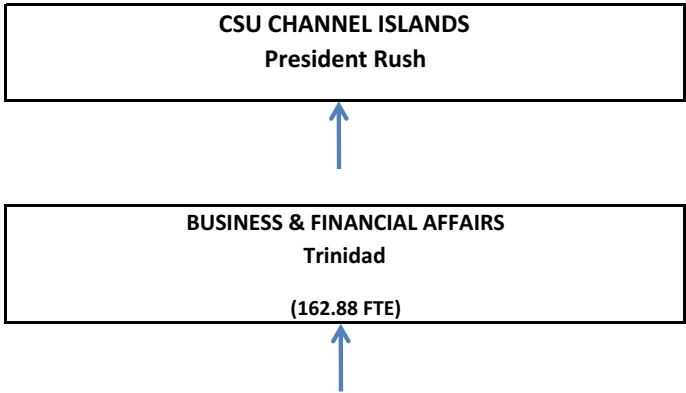 CSU CHANNEL ISLANDS
President Rush
BUSINESS & FINANCIAL AFFAIRS
Trinidad
(162.88 FTE)